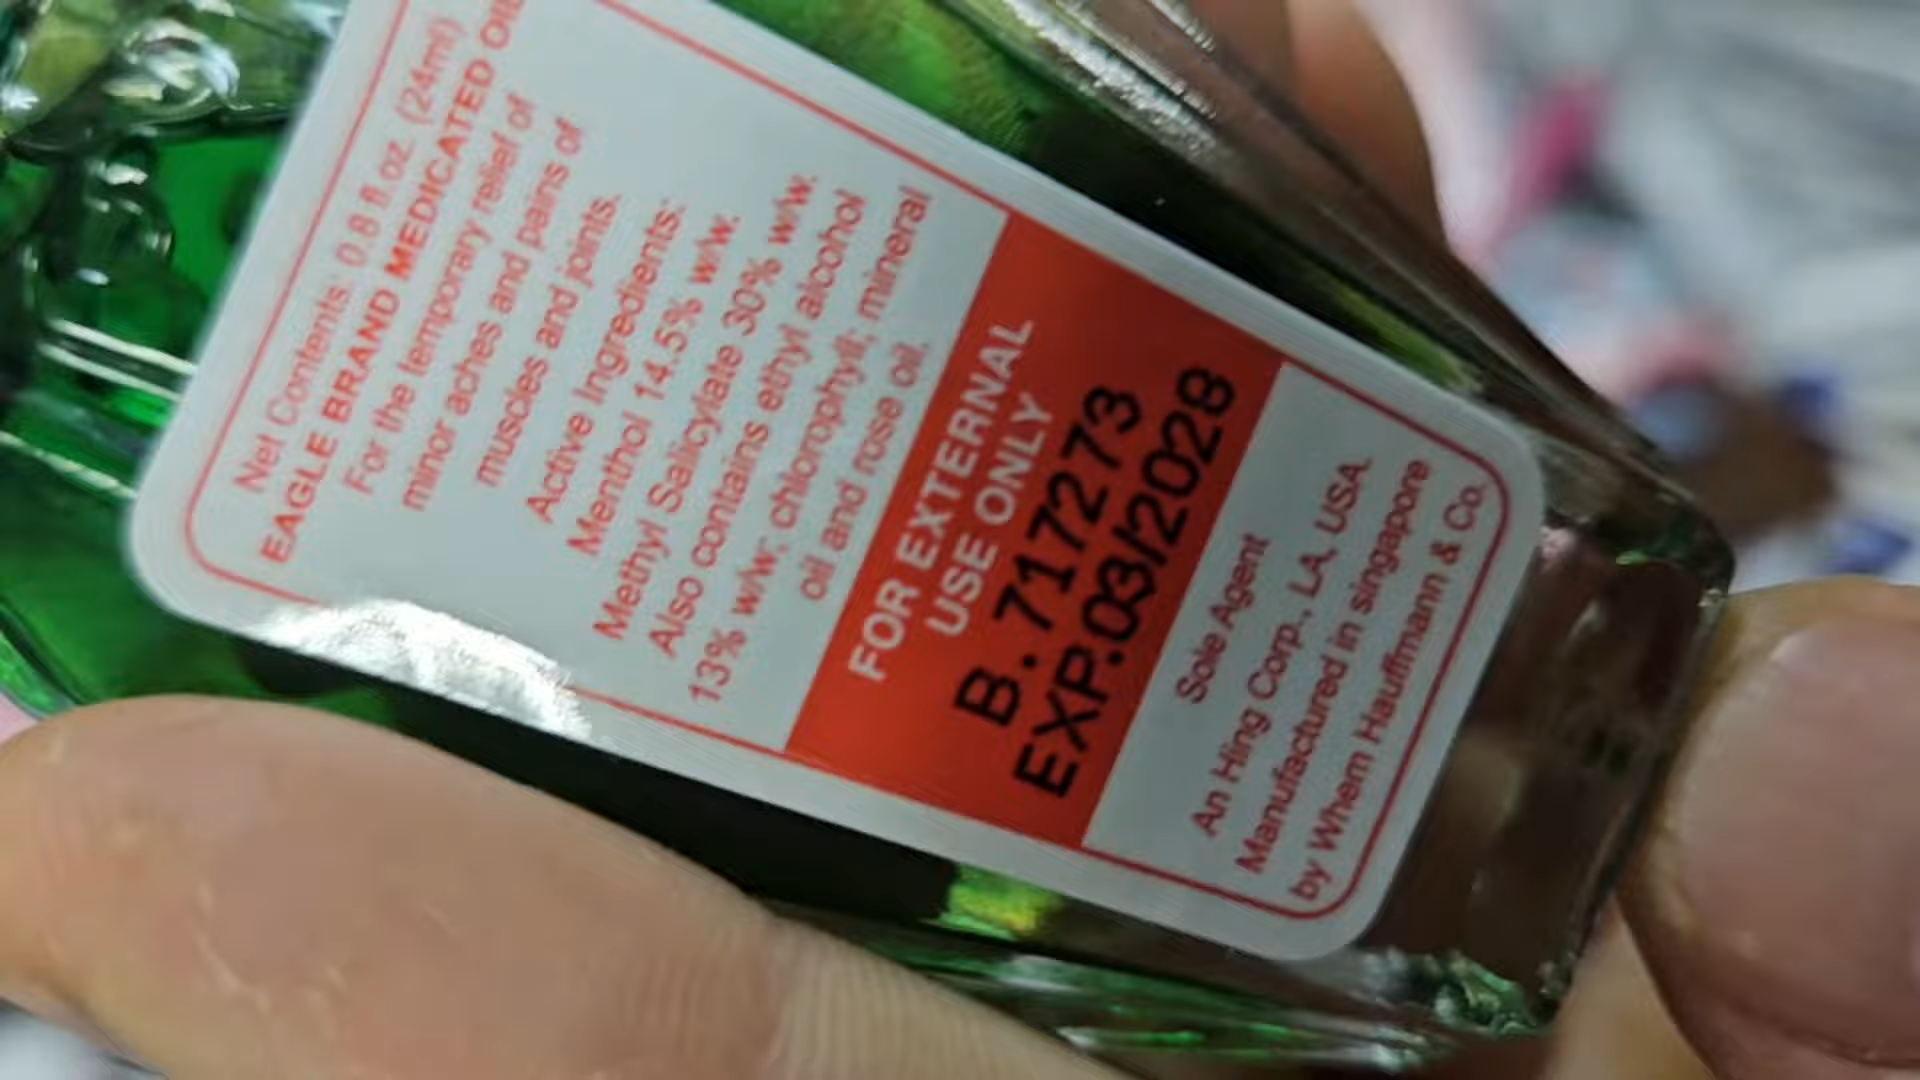 Net Contents: 0.8 fl.oz. (24ml)
EAGLE BRAND MEDICATED OIL
For the temporary relief of
minor aches and pains of
muscles and joints.
Active Ingredients:
Menthol 14.5% w/w.
Methyl Salicylate 30% w/w.
Also contains ethyl alcohol
13% w/w; chlorophyll; mineral
oil and rose oil.
FOR EXTERNAL
USE ONLY
B. 717273
EXP.03/2028
Sole Agent
An Hing Corp., LA, USA.
Manufactured in singapore
by Whem Hauffmann & Co.